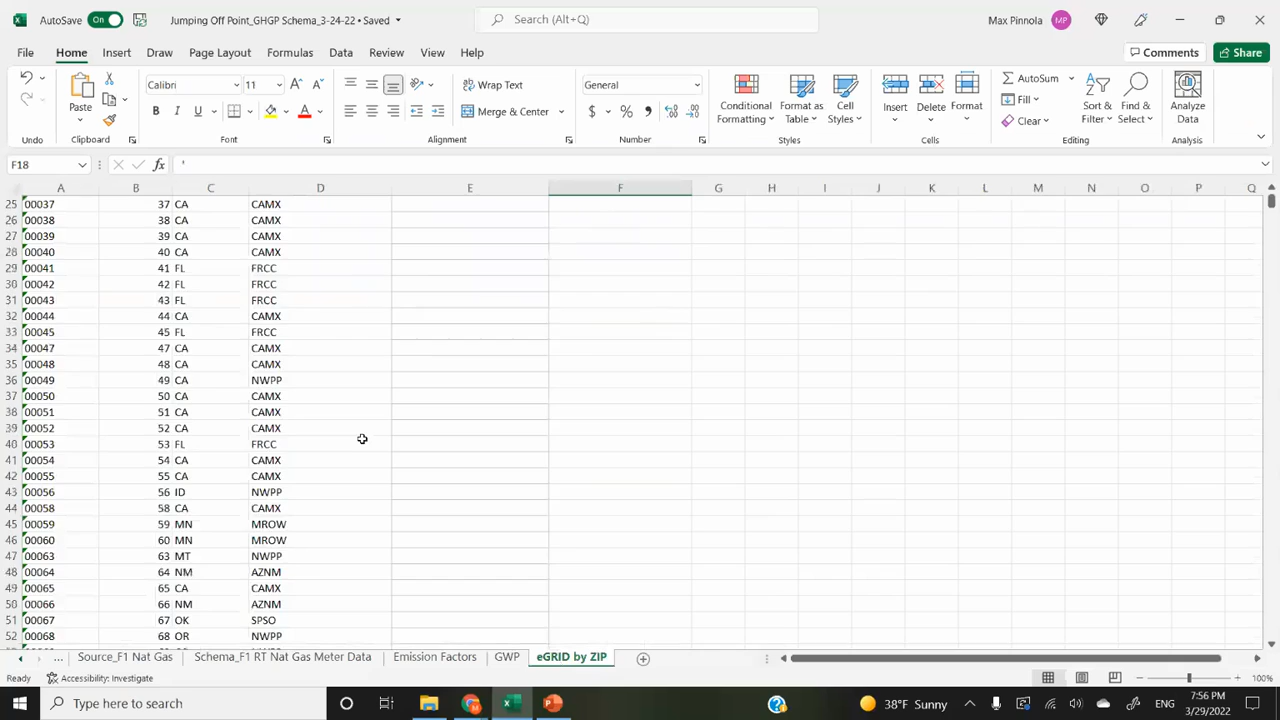 AutoSave On Jumping Off Point_GHGP Schema_3-24-22 • Saved Search (Alt+Q) Max Pinnola MP
File Home Insert Draw Page Layout Formulas Data Review View Help Comments Share
Calibri 11 Wrap Text General AutoSum
Paste B I U Merge & Center $ % Conditional Formatting Format as Table Cell Styles Insert Delete Format Fill Clear Sort & Filter Find & Select Analyze Data
Undo Clipboard Font Alignment Number Styles Cells Editing Analysis
F18 fx '
A B C D E F G H I J K L M N O P Q
25 00037 37 CA CAMX
26 00038 38 CA CAMX
27 00039 39 CA CAMX
28 00040 40 CA CAMX
29 00041 41 FL FRCC
30 00042 42 FL FRCC
31 00043 43 FL FRCC
32 00044 44 CA CAMX
33 00045 45 FL FRCC
34 00047 47 CA CAMX
35 00048 48 CA CAMX
36 00049 49 CA NWPP
37 00050 50 CA CAMX
38 00051 51 CA CAMX
39 00052 52 CA CAMX
40 00053 53 FL FRCC
41 00054 54 CA CAMX
42 00055 55 CA CAMX
43 00056 56 ID NWPP
44 00058 58 CA CAMX
45 00059 59 MN MROW
46 00060 60 MN MROW
47 00063 63 MT NWPP
48 00064 64 NM AZNM
49 00065 65 CA CAMX
50 00066 66 NM AZNM
51 00067 67 OK SPSO
52 00068 68 OR NWPP
... Source_F1 Nat Gas Schema_F1 RT Nat Gas Meter Data Emission Factors GWP eGRID by ZIP
Ready Accessibility: Investigate 100%
Type here to search 38°F Sunny ENG 7:56 PM
3/29/2022